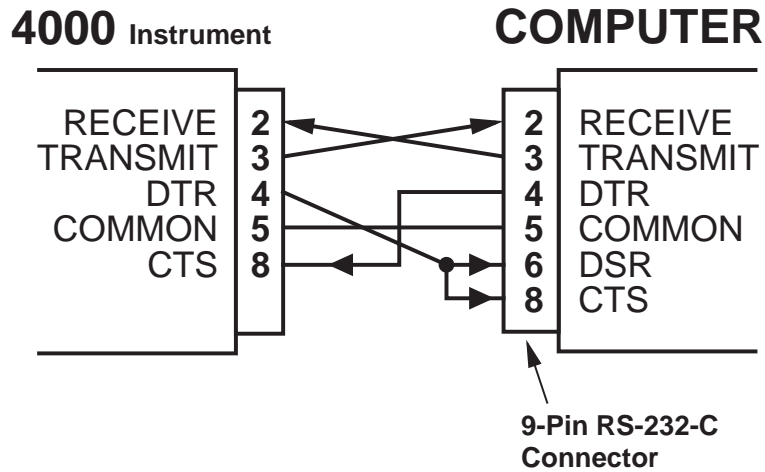 4000 Instrument COMPUTER
RECEIVE 2 2 RECEIVE
TRANSMIT 3 3 TRANSMIT
DTR 4 4 DTR
COMMON 5 5 COMMON
CTS 8 6 DSR
8 CTS
9-Pin RS-232-C
Connector